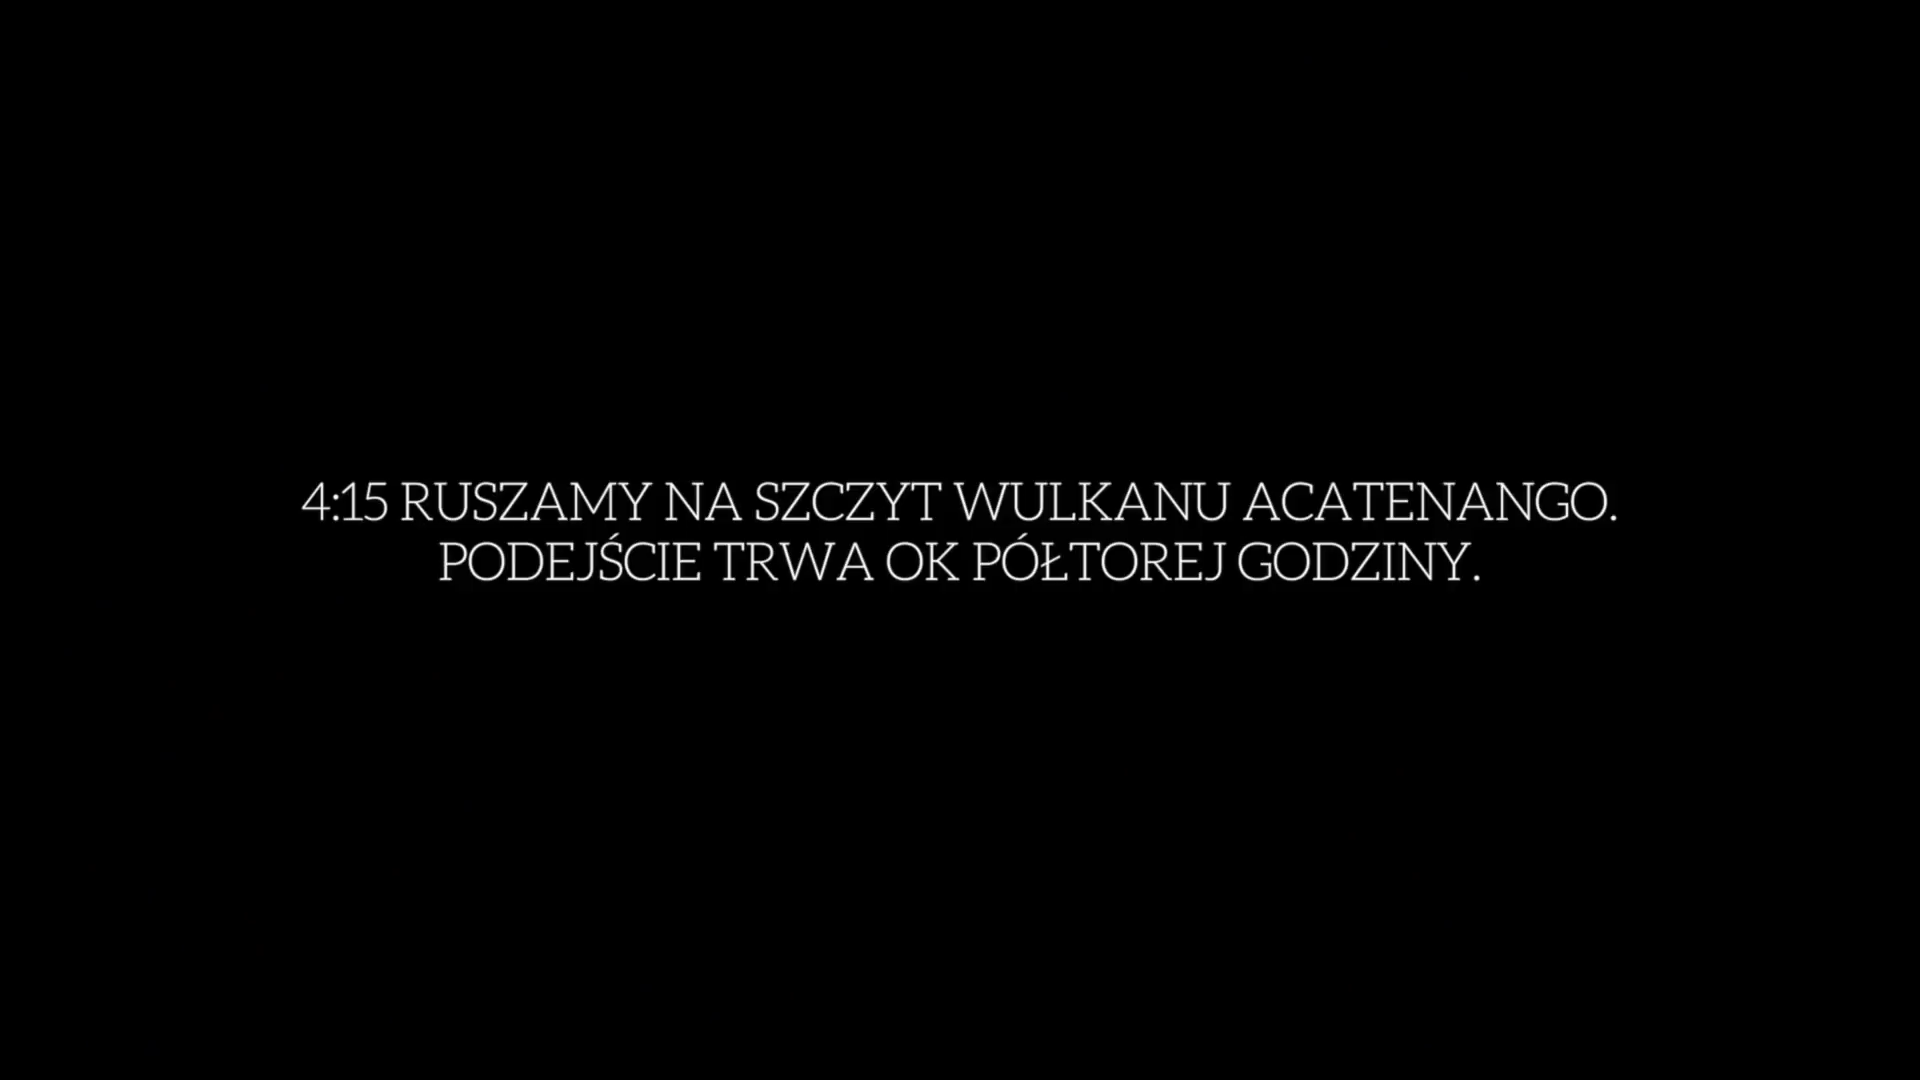 4:15 RUSZAMY NA SZCZYT WULKANU ACATENANGO.
PODEJŚCIE TRWA OK PÓŁTOREJ GODZINY.